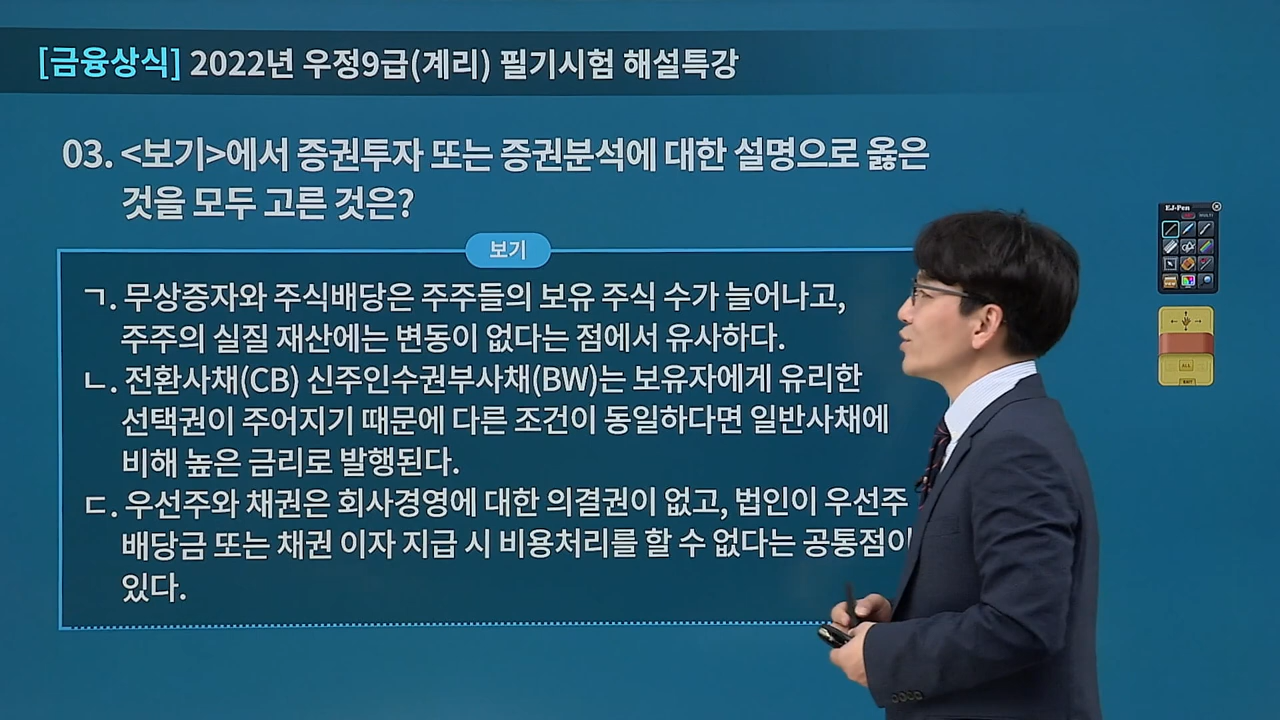 [금융상식] 2022년 우정9급(계리) 필기시험 해설특강
03. <보기>에서 증권투자 또는 증권분석에 대한 설명으로 옳은
것을 모두 고른 것은?
보기
ㄱ. 무상증자와 주식배당은 주주들의 보유 주식 수가 늘어나고,
주주의 실질 재산에는 변동이 없다는 점에서 유사하다.
ㄴ. 전환사채(CB) 신주인수권부사채(BW)는 보유자에게 유리한
선택권이 주어지기 때문에 다른 조건이 동일하다면 일반사채에
비해 높은 금리로 발행된다.
ㄷ. 우선주와 채권은 회사경영에 대한 의결권이 없고, 법인이 우선주
배당금 또는 채권 이자 지급 시 비용처리를 할 수 없다는 공통점이
있다.
EJ-Pen
ALL
EXIT